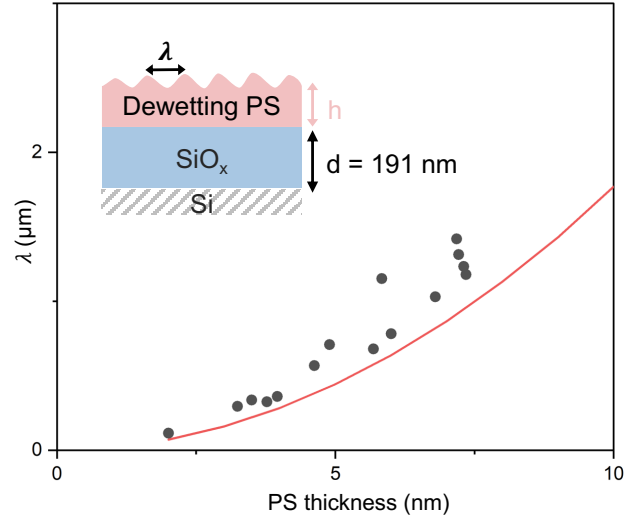 λ
Dewetting PS
h
SiOₓ
d = 191 nm
Si
2
0
λ (µm)
0
5
10
PS thickness (nm)